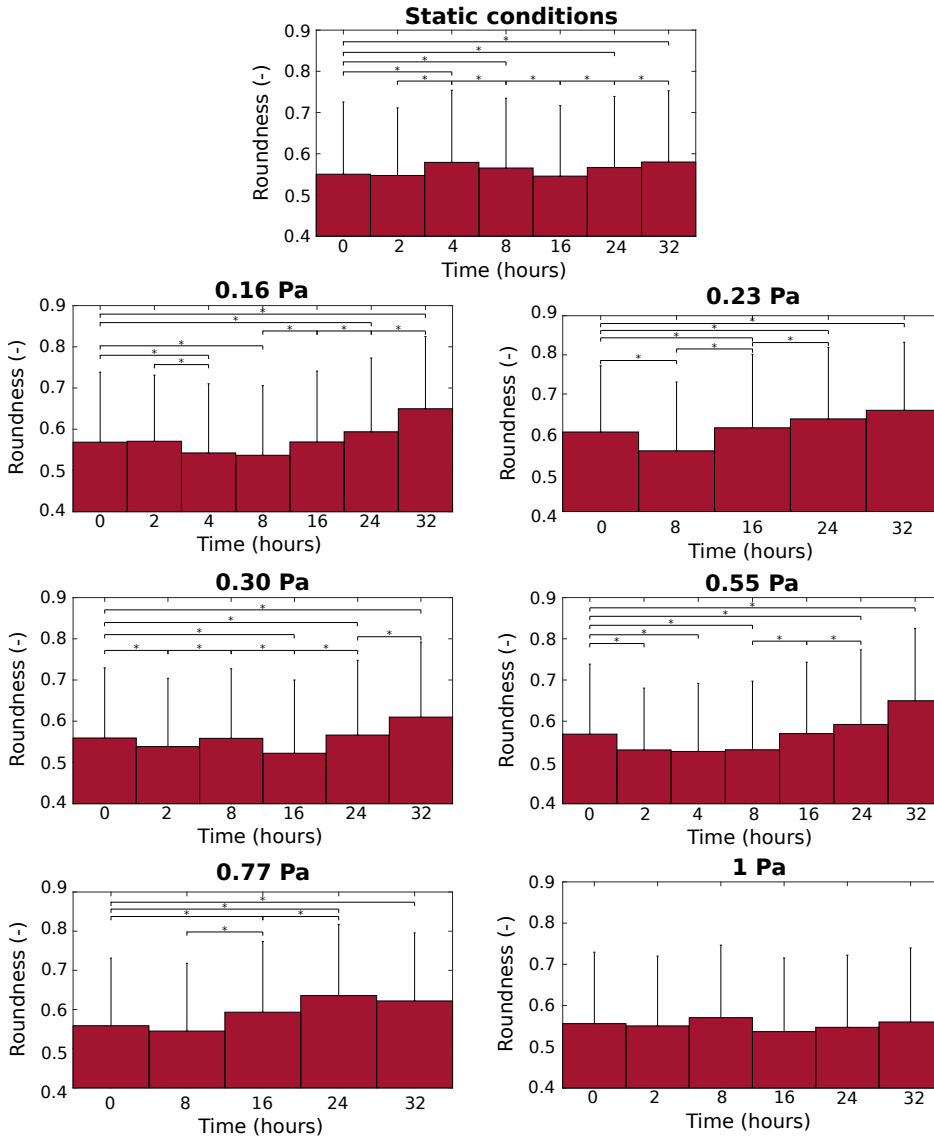 Static conditions
Roundness (-)
0.9
0.8
0.7
0.6
0.5
0.4
* * * * * * * * *
0 2 4 8 16 24 32
Time (hours)
0.16 Pa
Roundness (-)
0.9
0.8
0.7
0.6
0.5
0.4
* * * * * * * *
0 2 4 8 16 24 32
Time (hours)
0.23 Pa
Roundness (-)
0.9
0.8
0.7
0.6
0.5
0.4
* * * * * *
0 8 16 24 32
Time (hours)
0.30 Pa
Roundness (-)
0.9
0.8
0.7
0.6
0.5
0.4
* * * * * * * *
0 2 8 16 24 32
Time (hours)
0.55 Pa
Roundness (-)
0.9
0.8
0.7
0.6
0.5
0.4
* * * * * * * *
0 2 4 8 16 24 32
Time (hours)
0.77 Pa
Roundness (-)
0.9
0.8
0.7
0.6
0.5
0.4
* * * * *
0 8 16 24 32
Time (hours)
1 Pa
Roundness (-)
0.9
0.8
0.7
0.6
0.5
0.4
0 2 8 16 24 32
Time (hours)